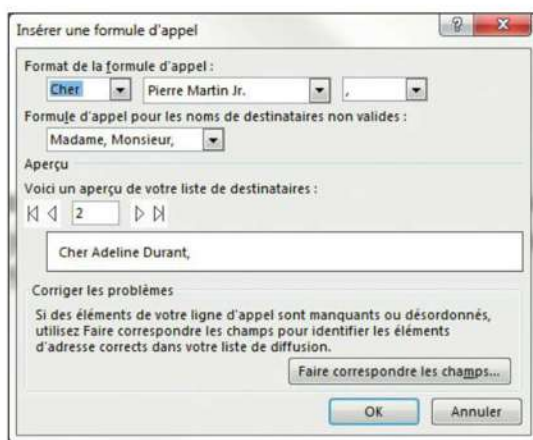 Insérer une formule d'appel
Format de la formule d'appel :
Cher Pierre Martin Jr. ,
Formule d'appel pour les noms de destinataires non valides :
Madame, Monsieur,
Aperçu
Voici un aperçu de votre liste de destinataires :
2
Cher Adeline Durant,
Corriger les problèmes
Si des éléments de votre ligne d'appel sont manquants ou désordonnés,
utilisez Faire correspondre les champs pour identifier les éléments
d'adresse corrects dans votre liste de diffusion.
Faire correspondre les champs...
OK Annuler